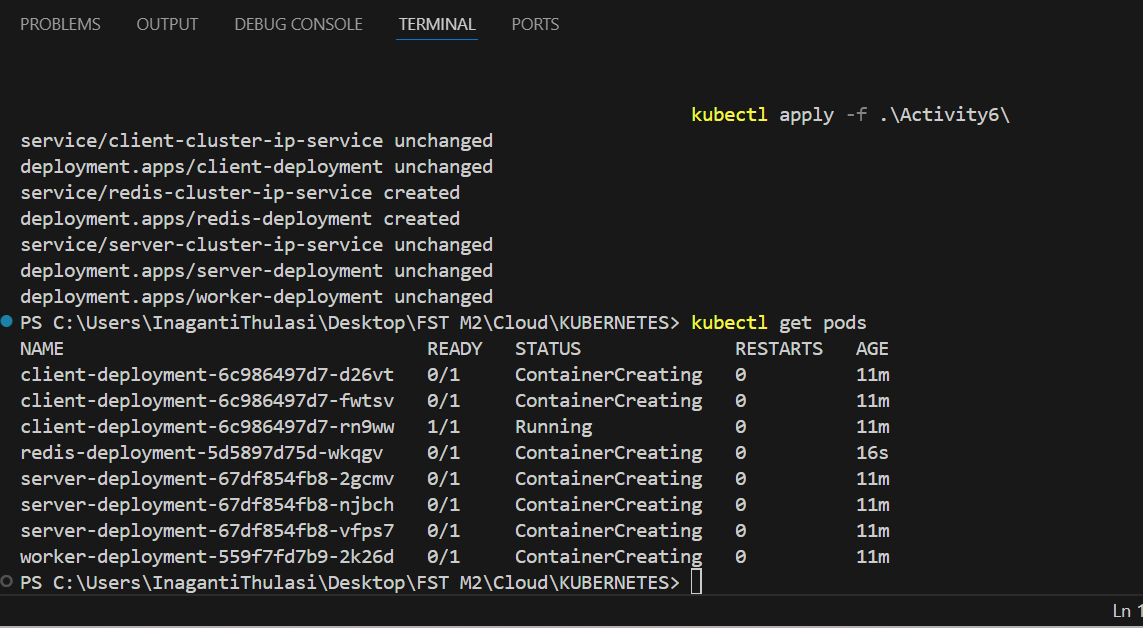 PROBLEMS OUTPUT DEBUG CONSOLE TERMINAL PORTS
kubectl apply -f .\Activity6\
service/client-cluster-ip-service unchanged
deployment.apps/client-deployment unchanged
service/redis-cluster-ip-service created
deployment.apps/redis-deployment created
service/server-cluster-ip-service unchanged
deployment.apps/server-deployment unchanged
deployment.apps/worker-deployment unchanged
PS C:\Users\InagantiThulasi\Desktop\FST M2\Cloud\KUBERNETES> kubectl get pods
NAME READY STATUS RESTARTS AGE
client-deployment-6c986497d7-d26vt 0/1 ContainerCreating 0 11m
client-deployment-6c986497d7-fwtsv 0/1 ContainerCreating 0 11m
client-deployment-6c986497d7-rn9ww 1/1 Running 0 11m
redis-deployment-5d5897d75d-wkqgv 0/1 ContainerCreating 0 16s
server-deployment-67df854fb8-2gcmv 0/1 ContainerCreating 0 11m
server-deployment-67df854fb8-njbch 0/1 ContainerCreating 0 11m
server-deployment-67df854fb8-vfps7 0/1 ContainerCreating 0 11m
worker-deployment-559f7fd7b9-2k26d 0/1 ContainerCreating 0 11m
PS C:\Users\InagantiThulasi\Desktop\FST M2\Cloud\KUBERNETES>
Ln 1